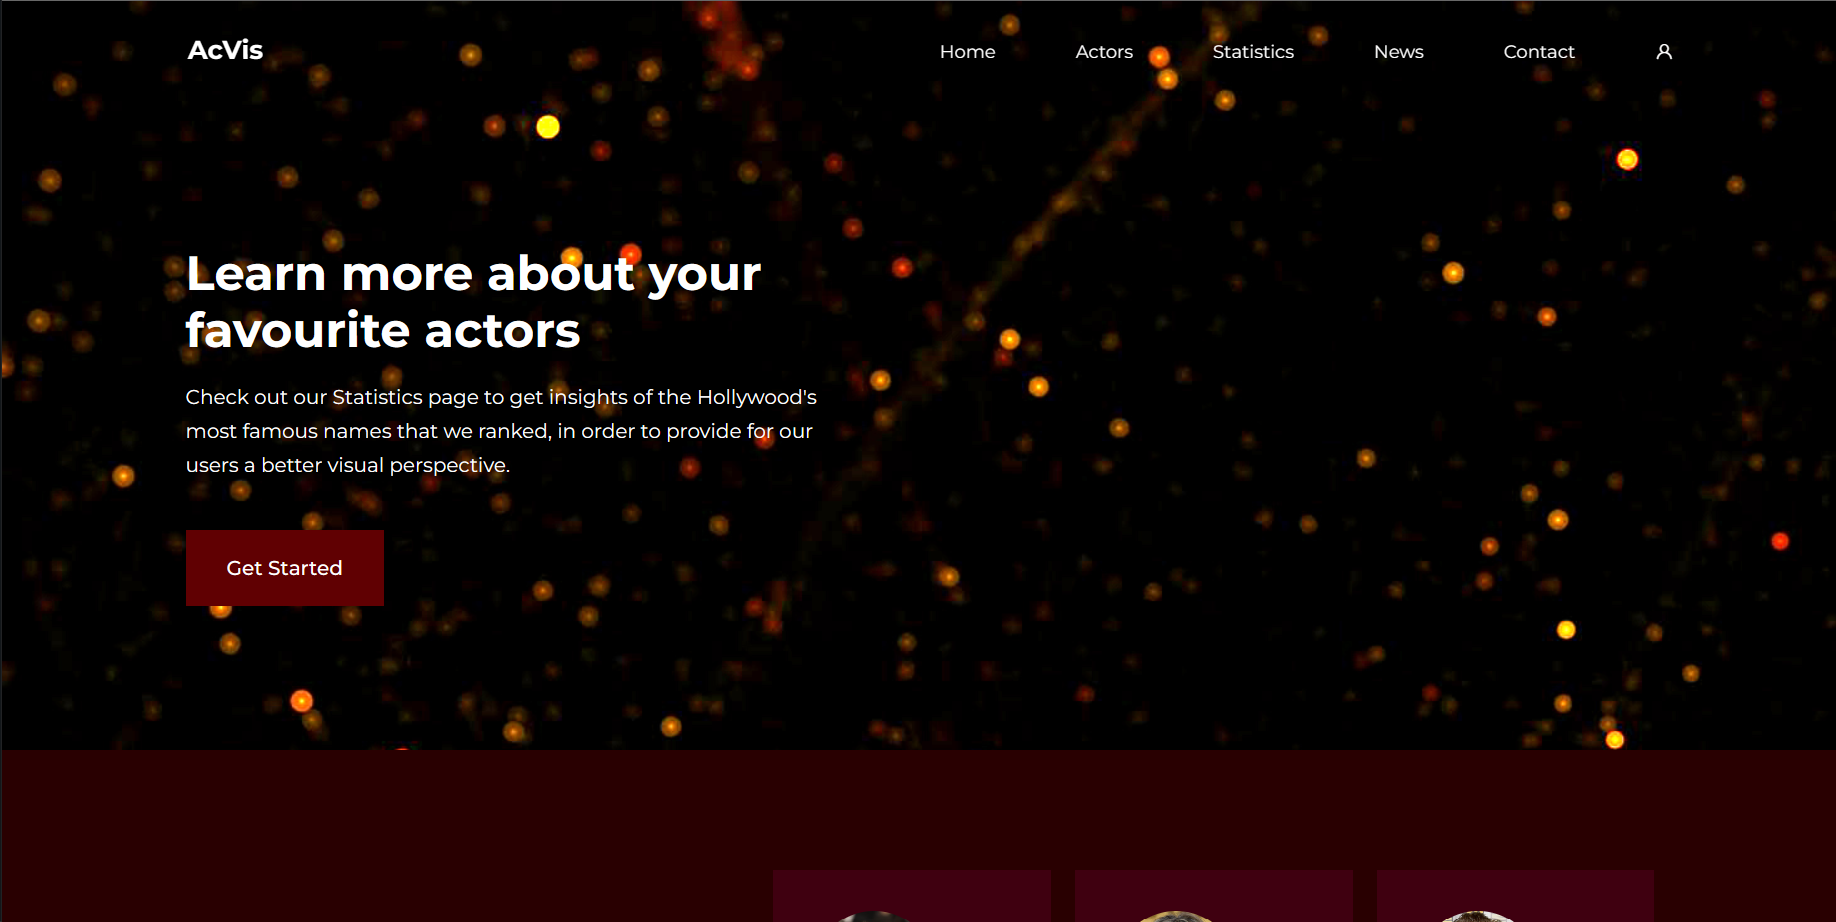 AcVis
Home Actors Statistics News Contact
Learn more about your
favourite actors
Check out our Statistics page to get insights of the Hollywood's
most famous names that we ranked, in order to provide for our
users a better visual perspective.
Get Started